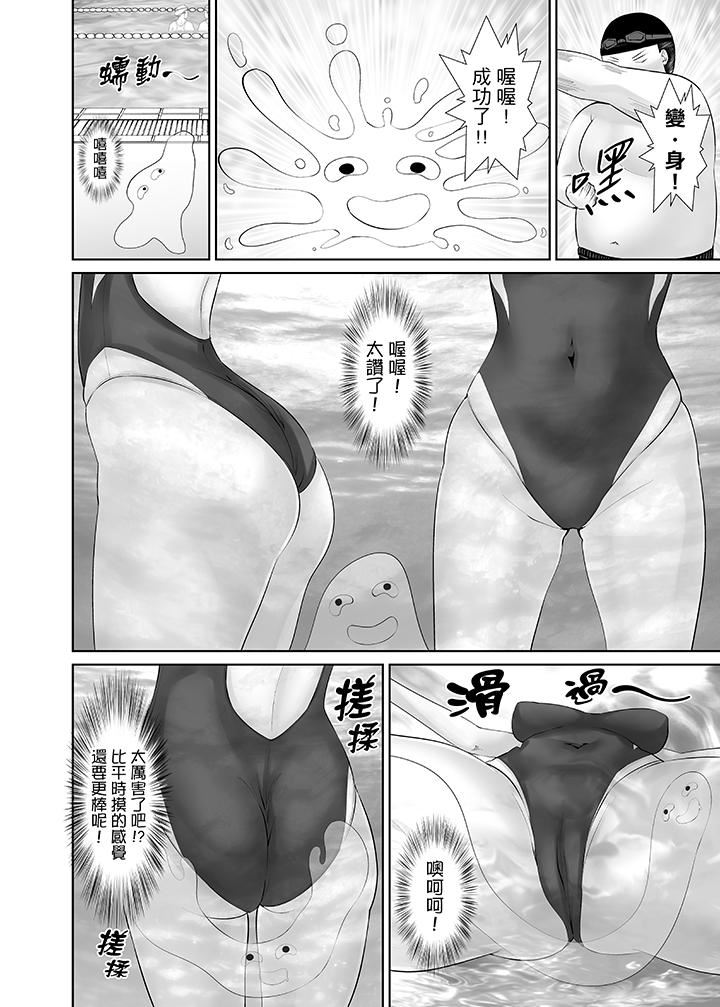 變・身！
嘿
喔喔！
成功了!!
蠕動～
嘻嘻嘻
喔喔！
太讚了！
滑過～
噢呵呵！
搓揉
太厲害了吧!?
比平時摸的感覺
還要更棒呢！
搓揉